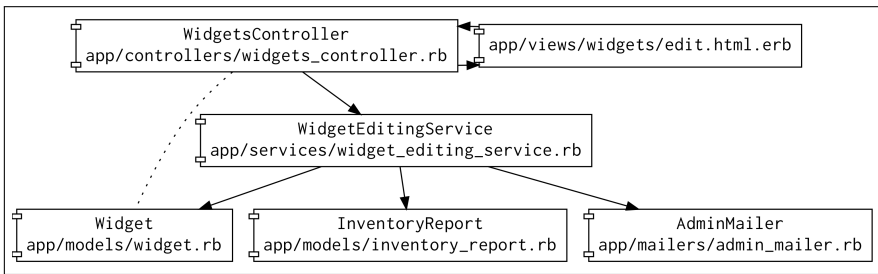 WidgetsController
app/controllers/widgets_controller.rb
app/views/widgets/edit.html.erb
WidgetEditingService
app/services/widget_editing_service.rb
Widget
app/models/widget.rb
InventoryReport
app/models/inventory_report.rb
AdminMailer
app/mailers/admin_mailer.rb